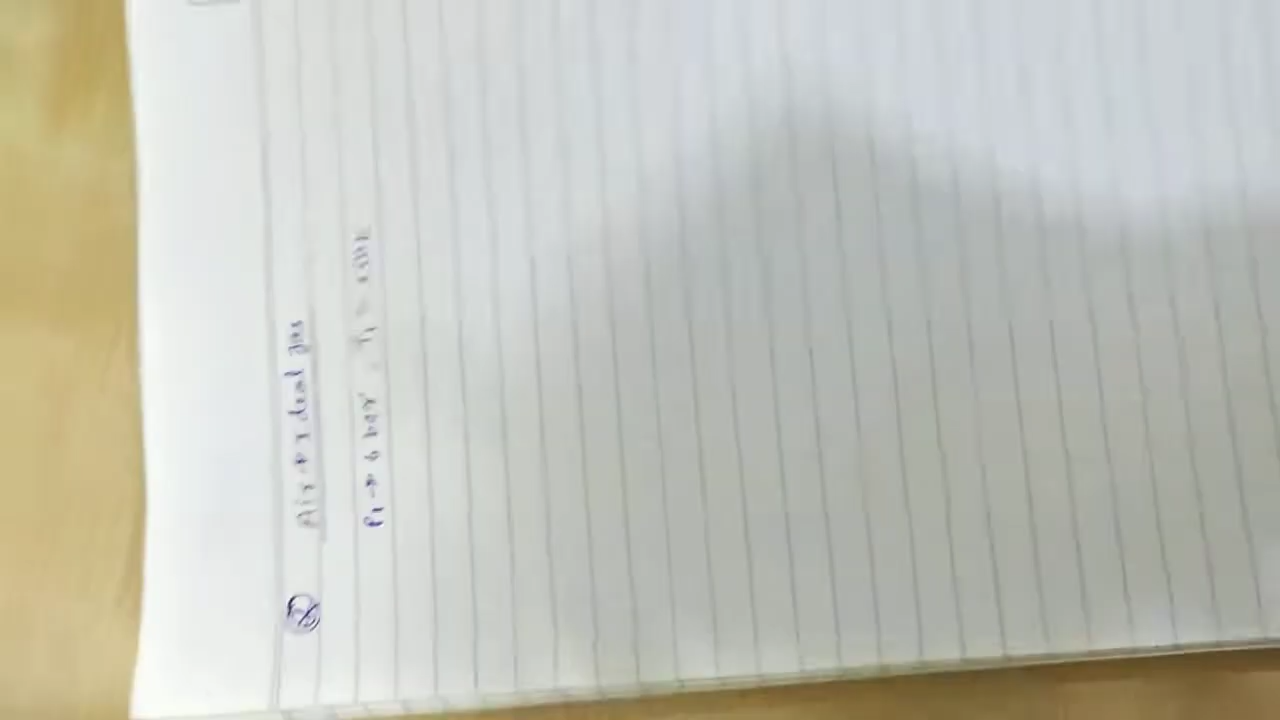 Air → Ideal gas
P₁ → 6 bar, T₁ =